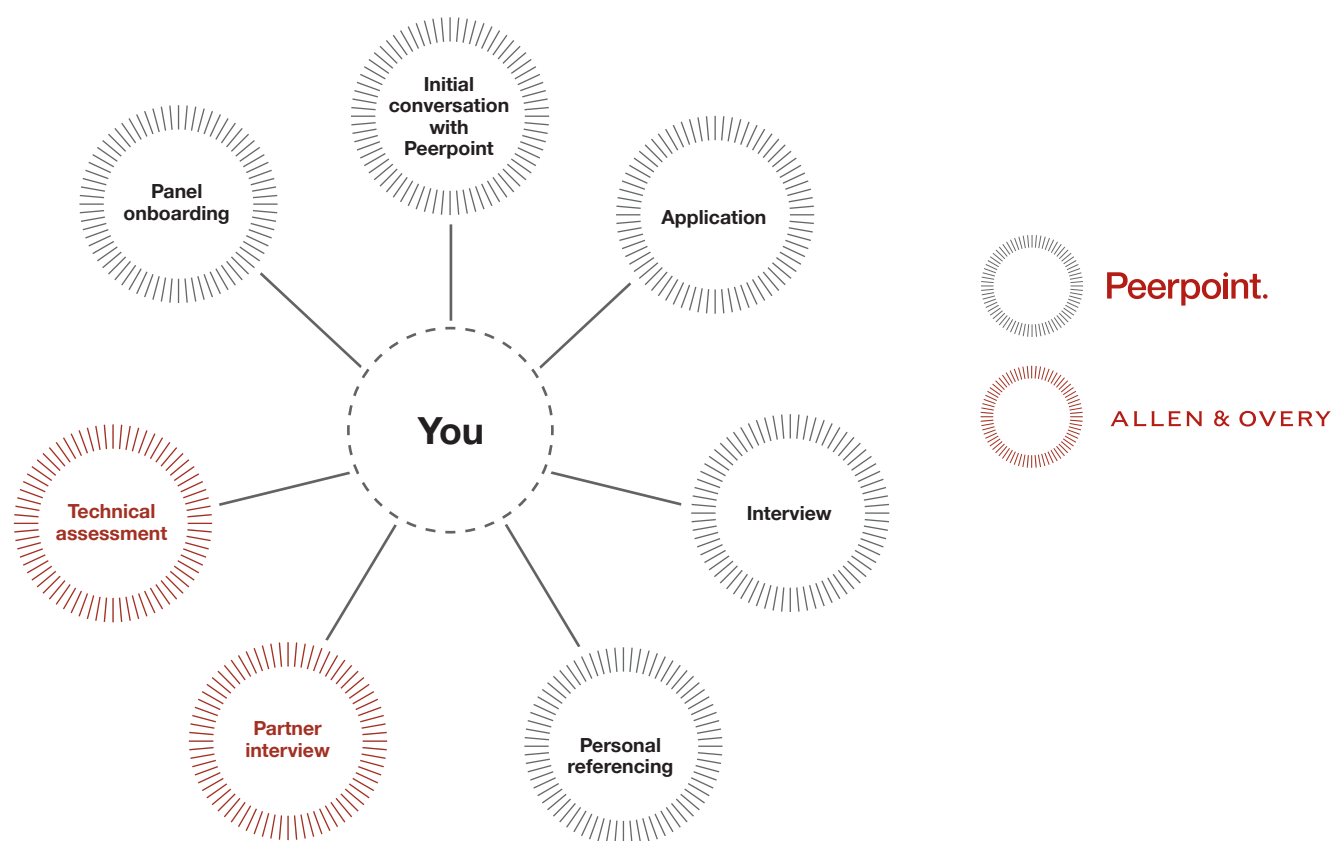 Initial
conversation
with
Peerpoint
Application
Interview
Personal
referencing
Partner
interview
Technical
assessment
Panel
onboarding
You
Peerpoint.
ALLEN & OVERY